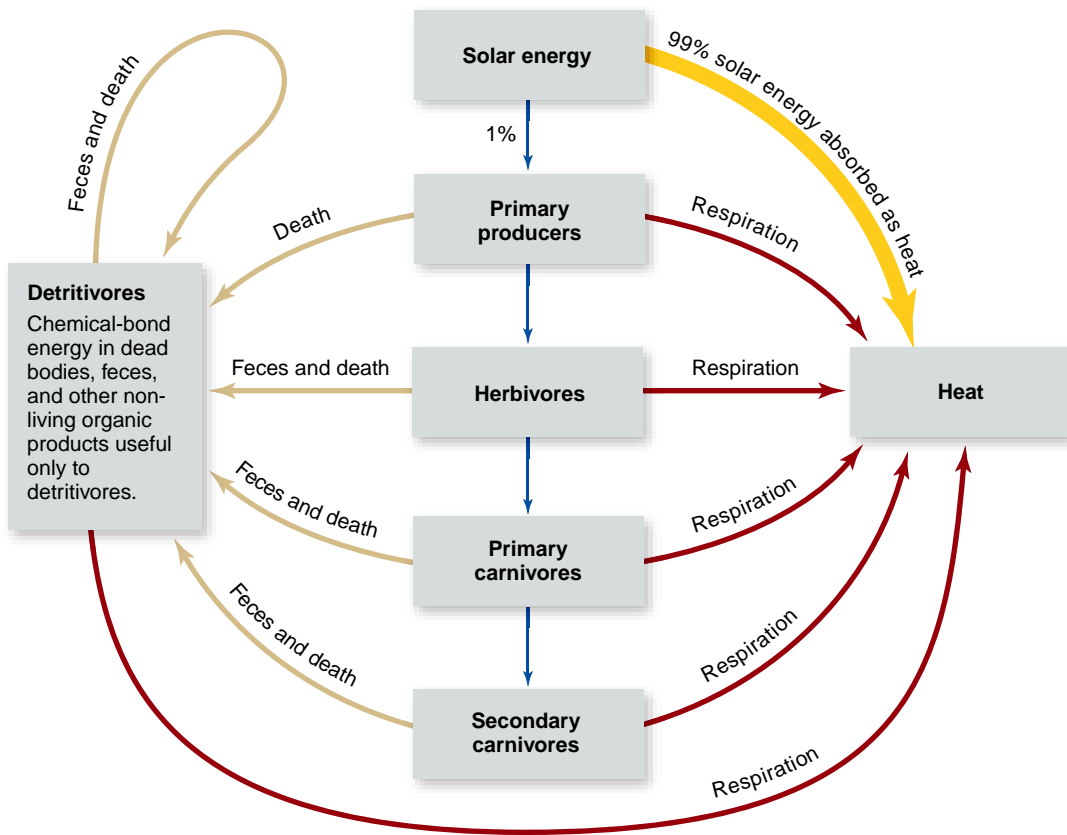 Solar energy
99% solar energy absorbed as heat
1%
Feces and death
Primary
producers
Death
Respiration
Detritivores
Chemical-bond
energy in dead
bodies, feces,
and other non-
living organic
products useful
only to
detritivores.
Feces and death
Herbivores
Respiration
Heat
Feces and death
Primary
carnivores
Respiration
Feces and death
Secondary
carnivores
Respiration
Respiration